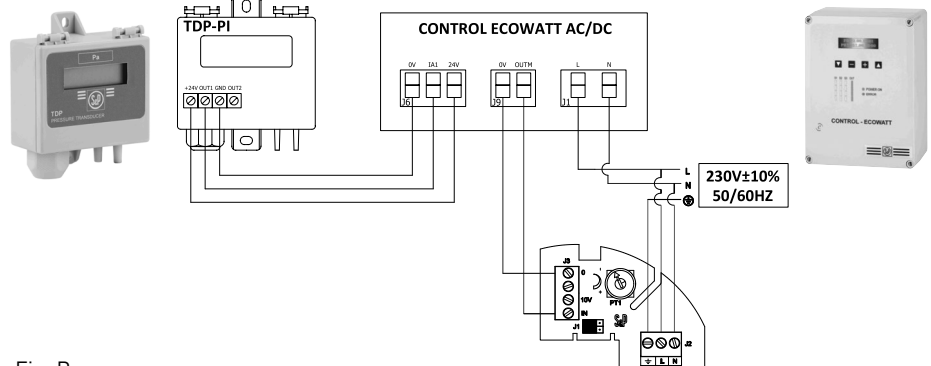 Pa
TDP
PRESSURE TRANSDUCER
S&P
TDP-PI
+24V OUT1 GND OUT2
CONTROL ECOWATT AC/DC
0V IA1 24V
J6
0V OUTM
J9
L N
J1
CONTROL - ECOWATT
L
N
230V±10%
50/60HZ
J3
0
10V
IN
PT1
J1
S&P
J2
L N